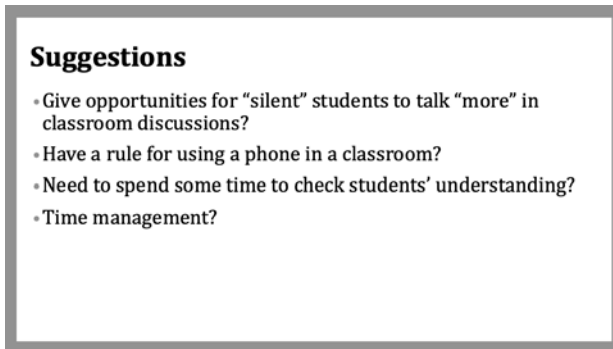 Suggestions
•Give opportunities for “silent” students to talk “more” in
classroom discussions?
•Have a rule for using a phone in a classroom?
•Need to spend some time to check students’ understanding?
•Time management?